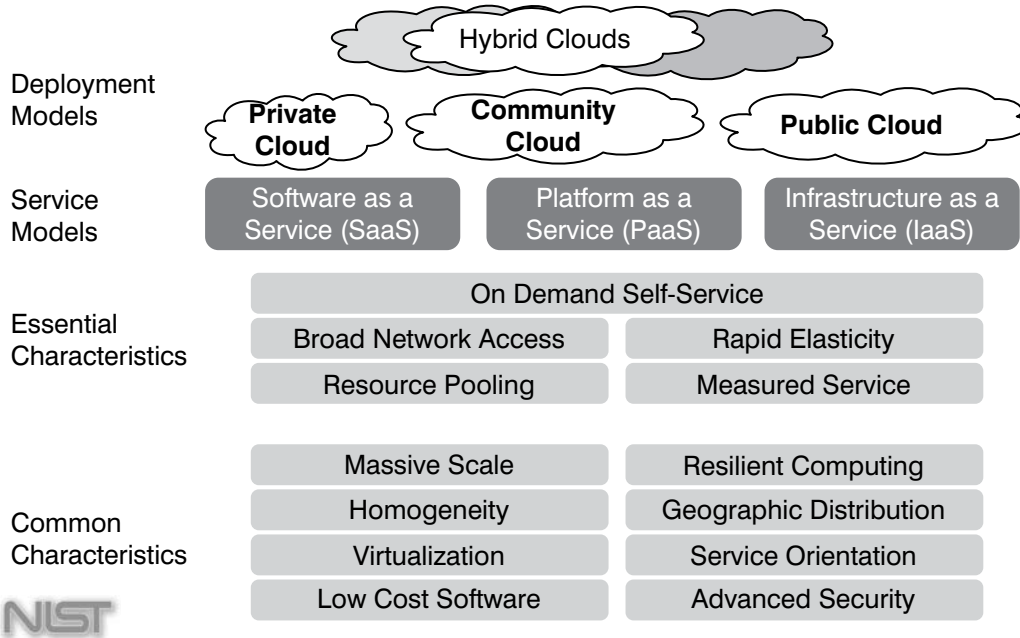 Hybrid Clouds
Deployment
Models
Private
Cloud
Community
Cloud
Public Cloud
Service
Models
Software as a
Service (SaaS)
Platform as a
Service (PaaS)
Infrastructure as a
Service (IaaS)
Essential
Characteristics
On Demand Self-Service
Broad Network Access
Rapid Elasticity
Resource Pooling
Measured Service
Common
Characteristics
Massive Scale
Resilient Computing
Homogeneity
Geographic Distribution
Virtualization
Service Orientation
Low Cost Software
Advanced Security
NIST